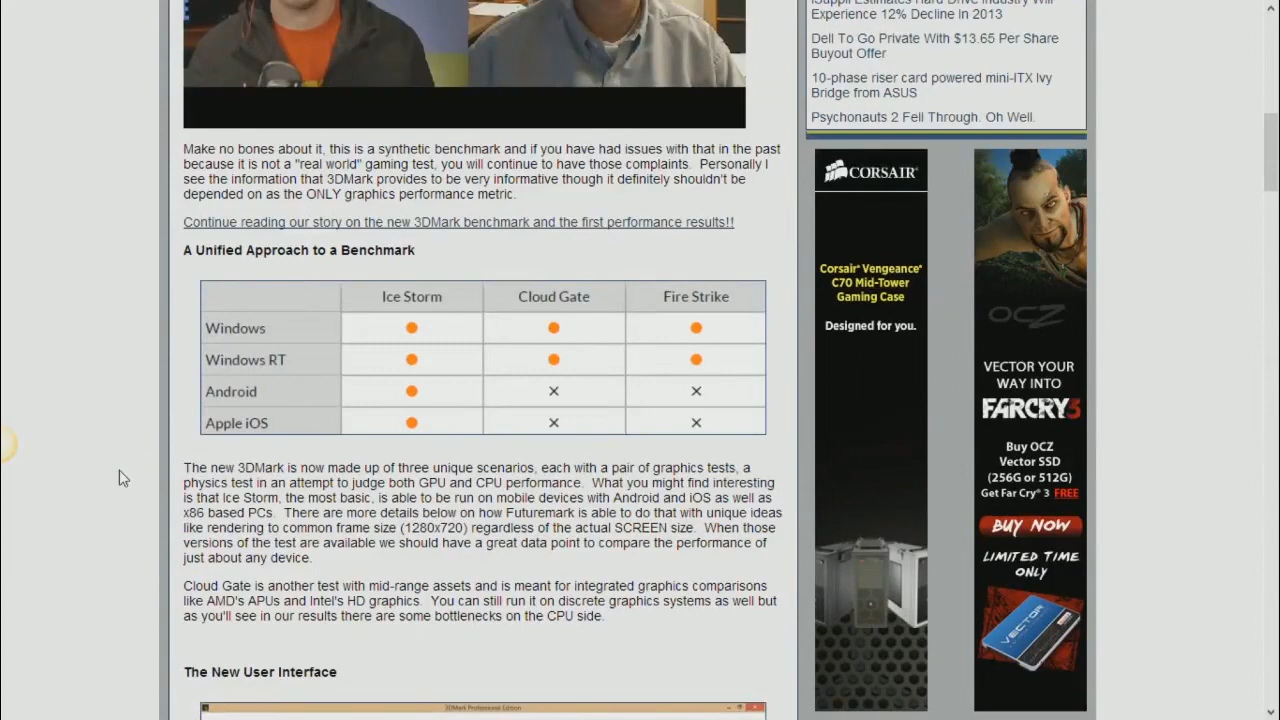 iSuppli Estimates Hard Drive Industry Will
Experience 12% Decline In 2013
Dell To Go Private With $13.65 Per Share
Buyout Offer
10-phase riser card powered mini-ITX Ivy
Bridge from ASUS
Psychonauts 2 Fell Through. Oh Well.
Make no bones about it, this is a synthetic benchmark and if you have had issues with that in the past
because it is not a "real world" gaming test, you will continue to have those complaints.  Personally I
see the information that 3DMark provides to be very informative though it definitely shouldn't be
depended on as the ONLY graphics performance metric.
Continue reading our story on the new 3DMark benchmark and the first performance results!!
A Unified Approach to a Benchmark
Ice Storm Cloud Gate Fire Strike
Windows
Windows RT
Android × ×
Apple iOS × ×
The new 3DMark is now made up of three unique scenarios, each with a pair of graphics tests, a
physics test in an attempt to judge both GPU and CPU performance.  What you might find interesting
is that Ice Storm, the most basic, is able to be run on mobile devices with Android and iOS as well as
x86 based PCs.  There are more details below on how Futuremark is able to do that with unique ideas
like rendering to common frame size (1280x720) regardless of the actual SCREEN size.  When those
versions of the test are available we should have a great data point to compare the performance of
just about any device.
Cloud Gate is another test with mid-range assets and is meant for integrated graphics comparisons
like AMD's APUs and Intel's HD graphics.  You can still run it on discrete graphics systems as well but
as you'll see in our results there are some bottlenecks on the CPU side.
The New User Interface
3DMark Professional Edition
CORSAIR
Corsair® Vengeance®
C70 Mid-Tower
Gaming Case
Designed for you.
OCZ
VECTOR YOUR
WAY INTO
FARCRY3
Buy OCZ
Vector SSD
(256G or 512G)
Get Far Cry® 3 FREE
BUY NOW
LIMITED TIME
ONLY
VECTOR